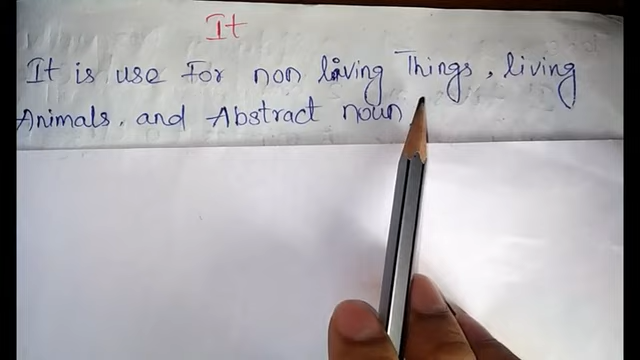 It
It is use For non living Things, living
Animals. and Abstract noun